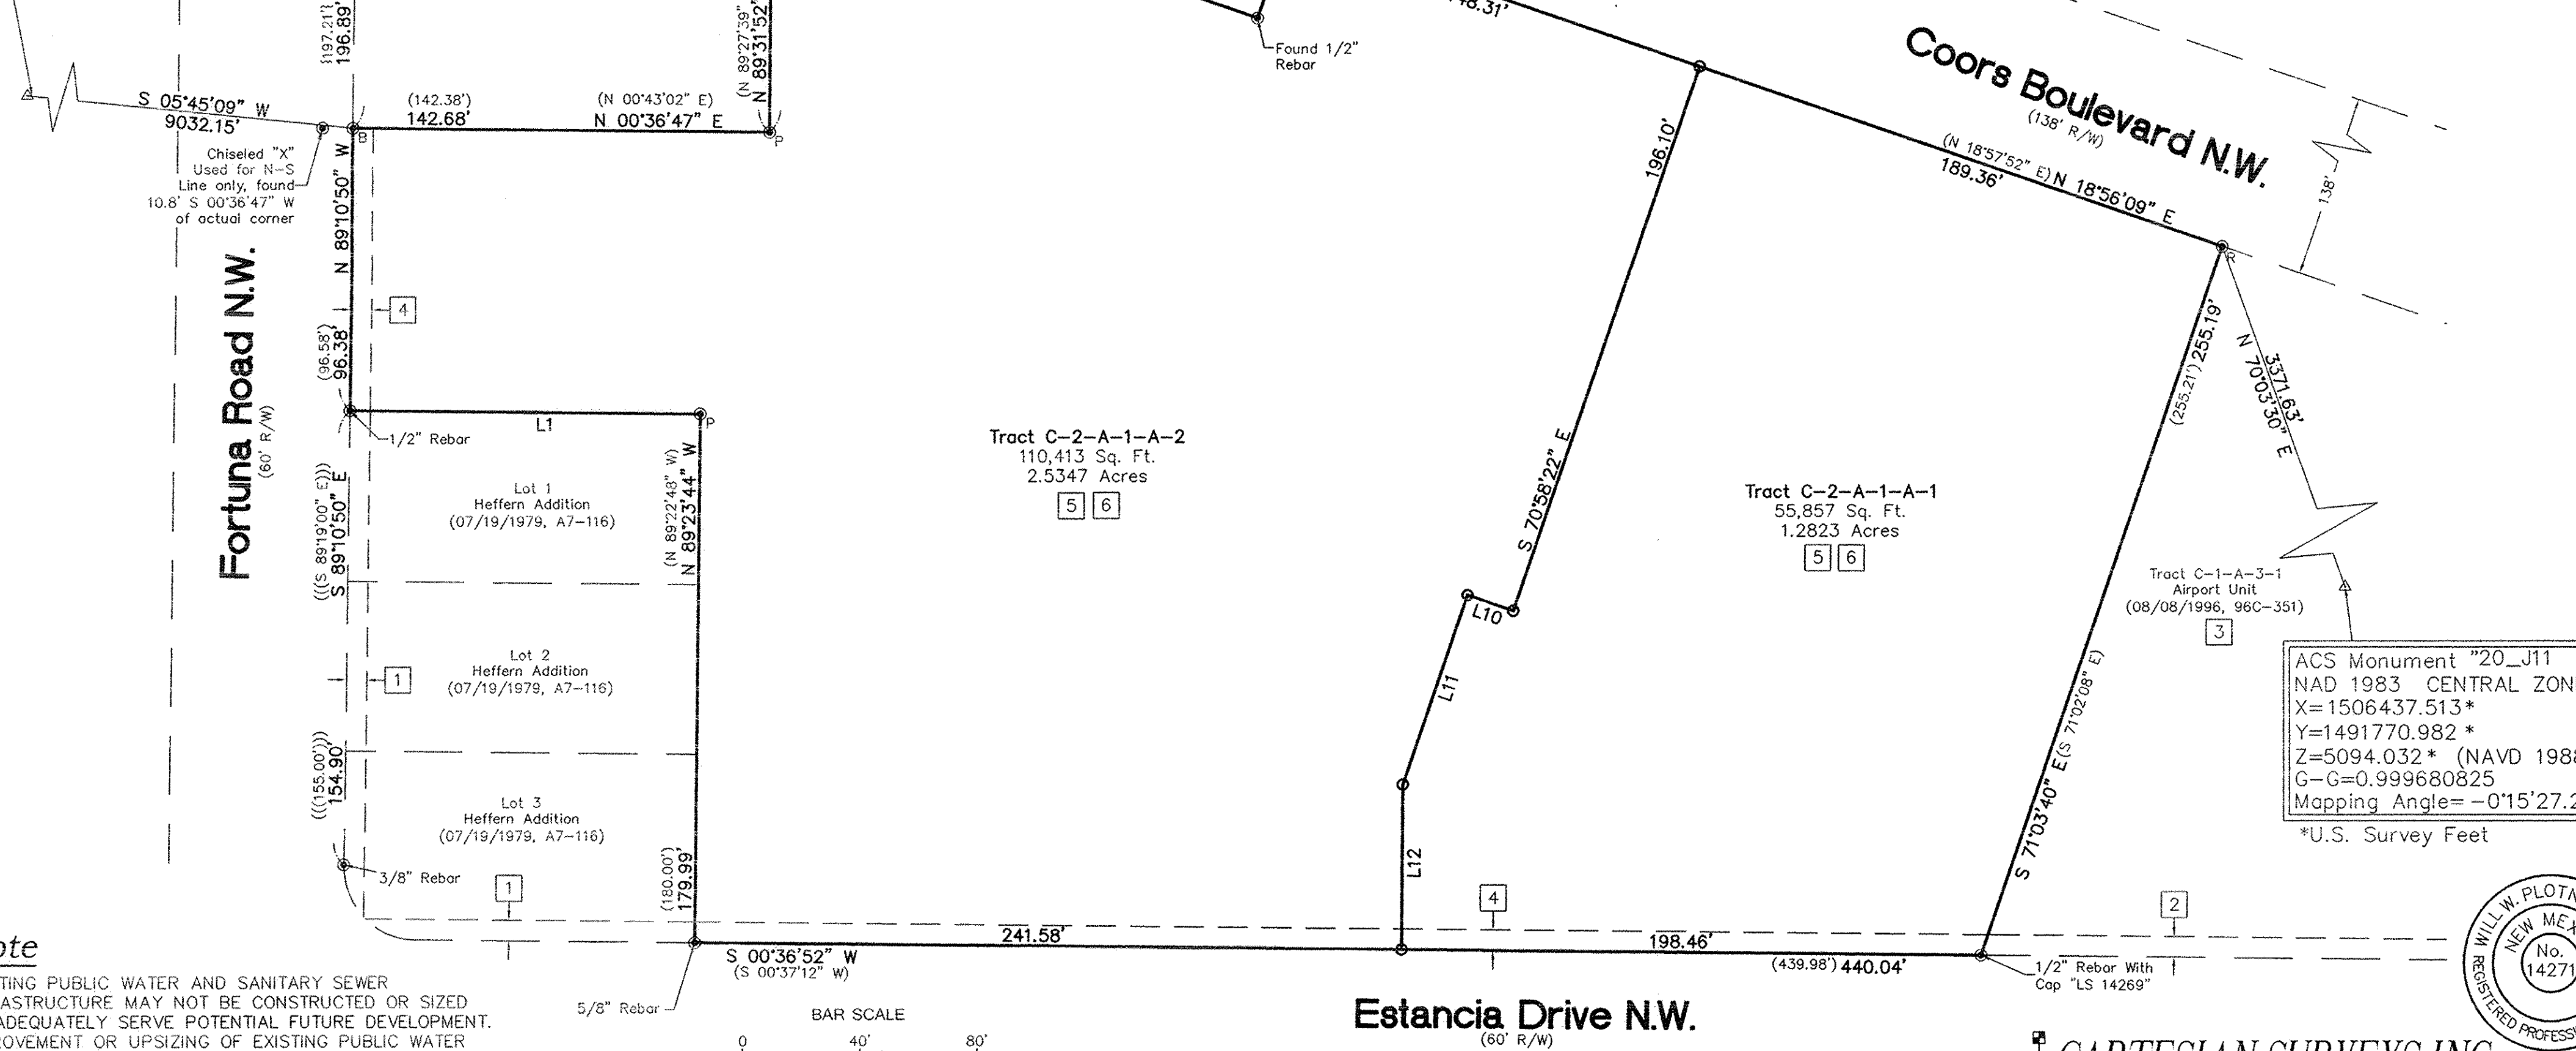 {197.21'}
196.89'
(N 89°27'39"
N 89°31'52"
Found 1/2"
Rebar
Coors Boulevard N.W.
(138' R/W)
138'
S 05°45'09" W
9032.15'
(142.38')
142.68'
(N 00°43'02" E)
N 00°36'47" E
B
P
Chiseled "X"
Used for N-S
Line only, found
10.8' S 00°36'47" W
of actual corner
N 89°10'50" W
(96.58')
96.38'
4
196.10'
S 70°58'22" E
(N 18°57'52" E)
N 18°56'09" E
189.36'
R
(255.21') 255.19'
3371.63'
N 70°03'30" E
Fortuna Road N.W.
(60' R/W)
1/2" Rebar
L1
P
Tract C-2-A-1-A-2
110,413 Sq. Ft.
2.5347 Acres
5 6
Tract C-2-A-1-A-1
55,857 Sq. Ft.
1.2823 Acres
5 6
(((S 89°19'00" E)))
S 89°10'50" E
Lot 1
Heffern Addition
(07/19/1979, A7-116)
(N 89°22'48" W)
N 89°23'44" W
L10
L11
L12
Tract C-1-A-3-1
Airport Unit
(08/08/1996, 96C-351)
3
Lot 2
Heffern Addition
(07/19/1979, A7-116)
1
S 71°03'40" E (S 71°02'08" E)
ACS Monument "20_J11
NAD 1983 CENTRAL ZON
X=1506437.513*
Y=1491770.982 *
Z=5094.032* (NAVD 198
G-G=0.999680825
Mapping Angle= -0°15'27.2
*U.S. Survey Feet
(((155.00')))
154.90'
Lot 3
Heffern Addition
(07/19/1979, A7-116)
3/8" Rebar
1
(180.00')
179.99'
4
2
241.58'
198.46'
S 00°36'52" W
(S 00°37'12" W)
(439.98') 440.04'
1/2" Rebar With
Cap "LS 14269"
5/8" Rebar
Estancia Drive N.W.
(60' R/W)
BAR SCALE
0 40' 80'
ote
TING PUBLIC WATER AND SANITARY SEWER
ASTRUCTURE MAY NOT BE CONSTRUCTED OR SIZED
ADEQUATELY SERVE POTENTIAL FUTURE DEVELOPMENT.
ROVEMENT OR UPSIZING OF EXISTING PUBLIC WATER
WILL W. PLOTN
NEW MEX
No.
14271
REGISTERED PROFESS
CARTESIAN SURVEYS INC